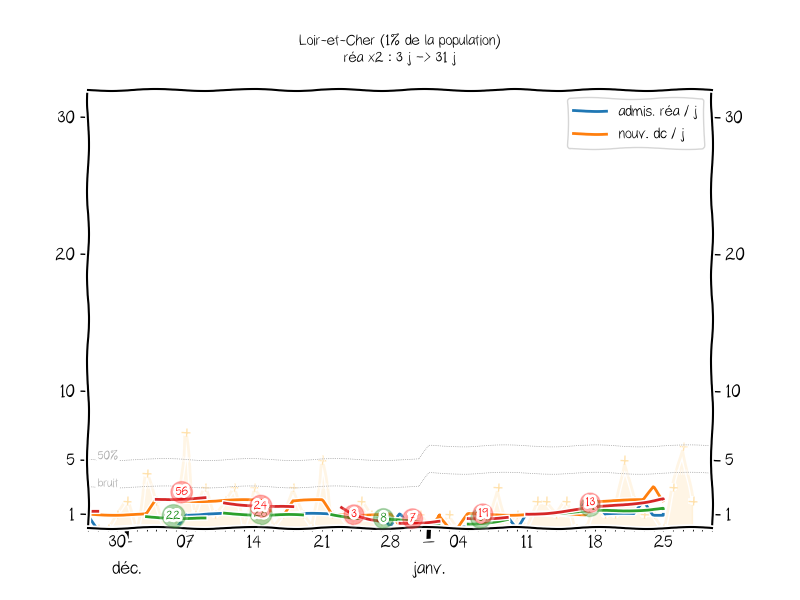 Loir-et-Cher (1% de la population)
réa x2 : 3 j -> 31 j
admis. réa / j
nouv. dc / j
30 30
20 20
10 10
5 5
1 1
50%
bruit
56
22
24
3
8
7
19
13
30 07 14 21 28 04 11 18 25
déc. janv.